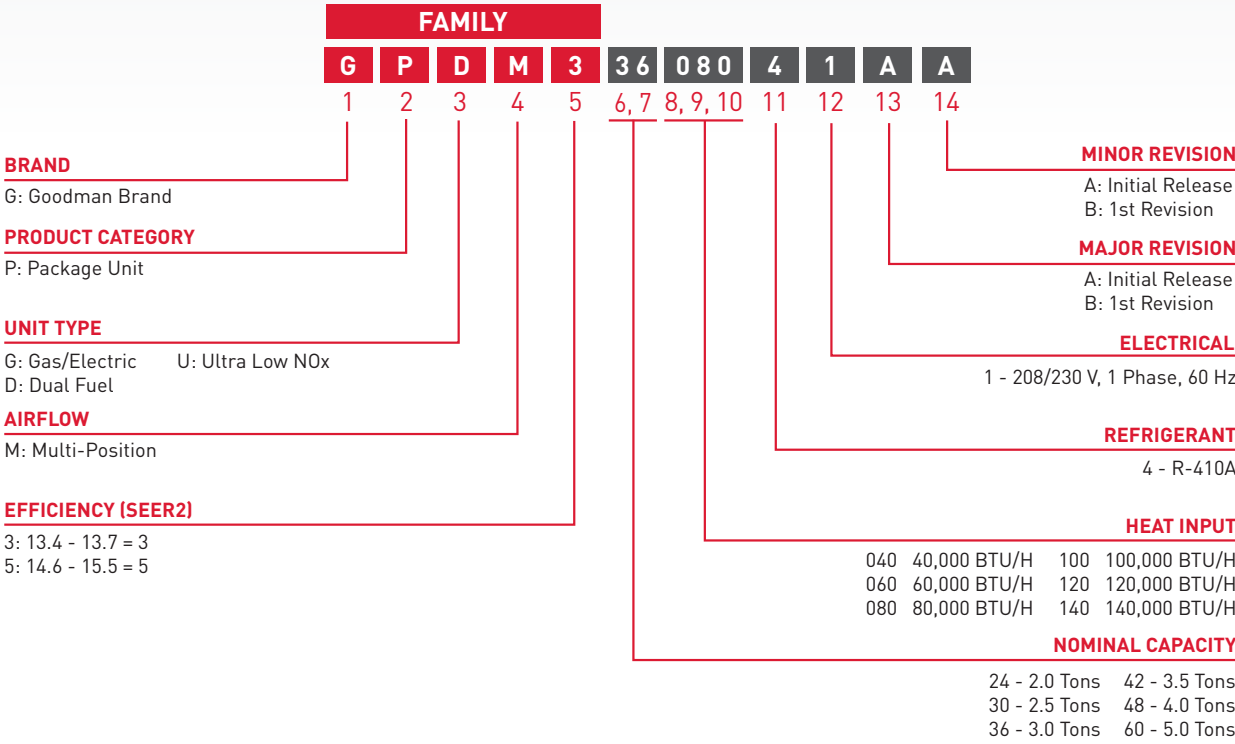 FAMILY
G P D M 3 36 080 4 1 A A
1 2 3 4 5 6, 7 8, 9, 10 11 12 13 14
BRAND
G: Goodman Brand
PRODUCT CATEGORY
P: Package Unit
UNIT TYPE
G: Gas/Electric U: Ultra Low NOx
D: Dual Fuel
AIRFLOW
M: Multi-Position
EFFICIENCY (SEER2)
3: 13.4 - 13.7 = 3
5: 14.6 - 15.5 = 5
MINOR REVISION
A: Initial Release
B: 1st Revision
MAJOR REVISION
A: Initial Release
B: 1st Revision
ELECTRICAL
1 - 208/230 V, 1 Phase, 60 Hz
REFRIGERANT
4 - R-410A
HEAT INPUT
040 40,000 BTU/H 100 100,000 BTU/H
060 60,000 BTU/H 120 120,000 BTU/H
080 80,000 BTU/H 140 140,000 BTU/H
NOMINAL CAPACITY
24 - 2.0 Tons 42 - 3.5 Tons
30 - 2.5 Tons 48 - 4.0 Tons
36 - 3.0 Tons 60 - 5.0 Tons